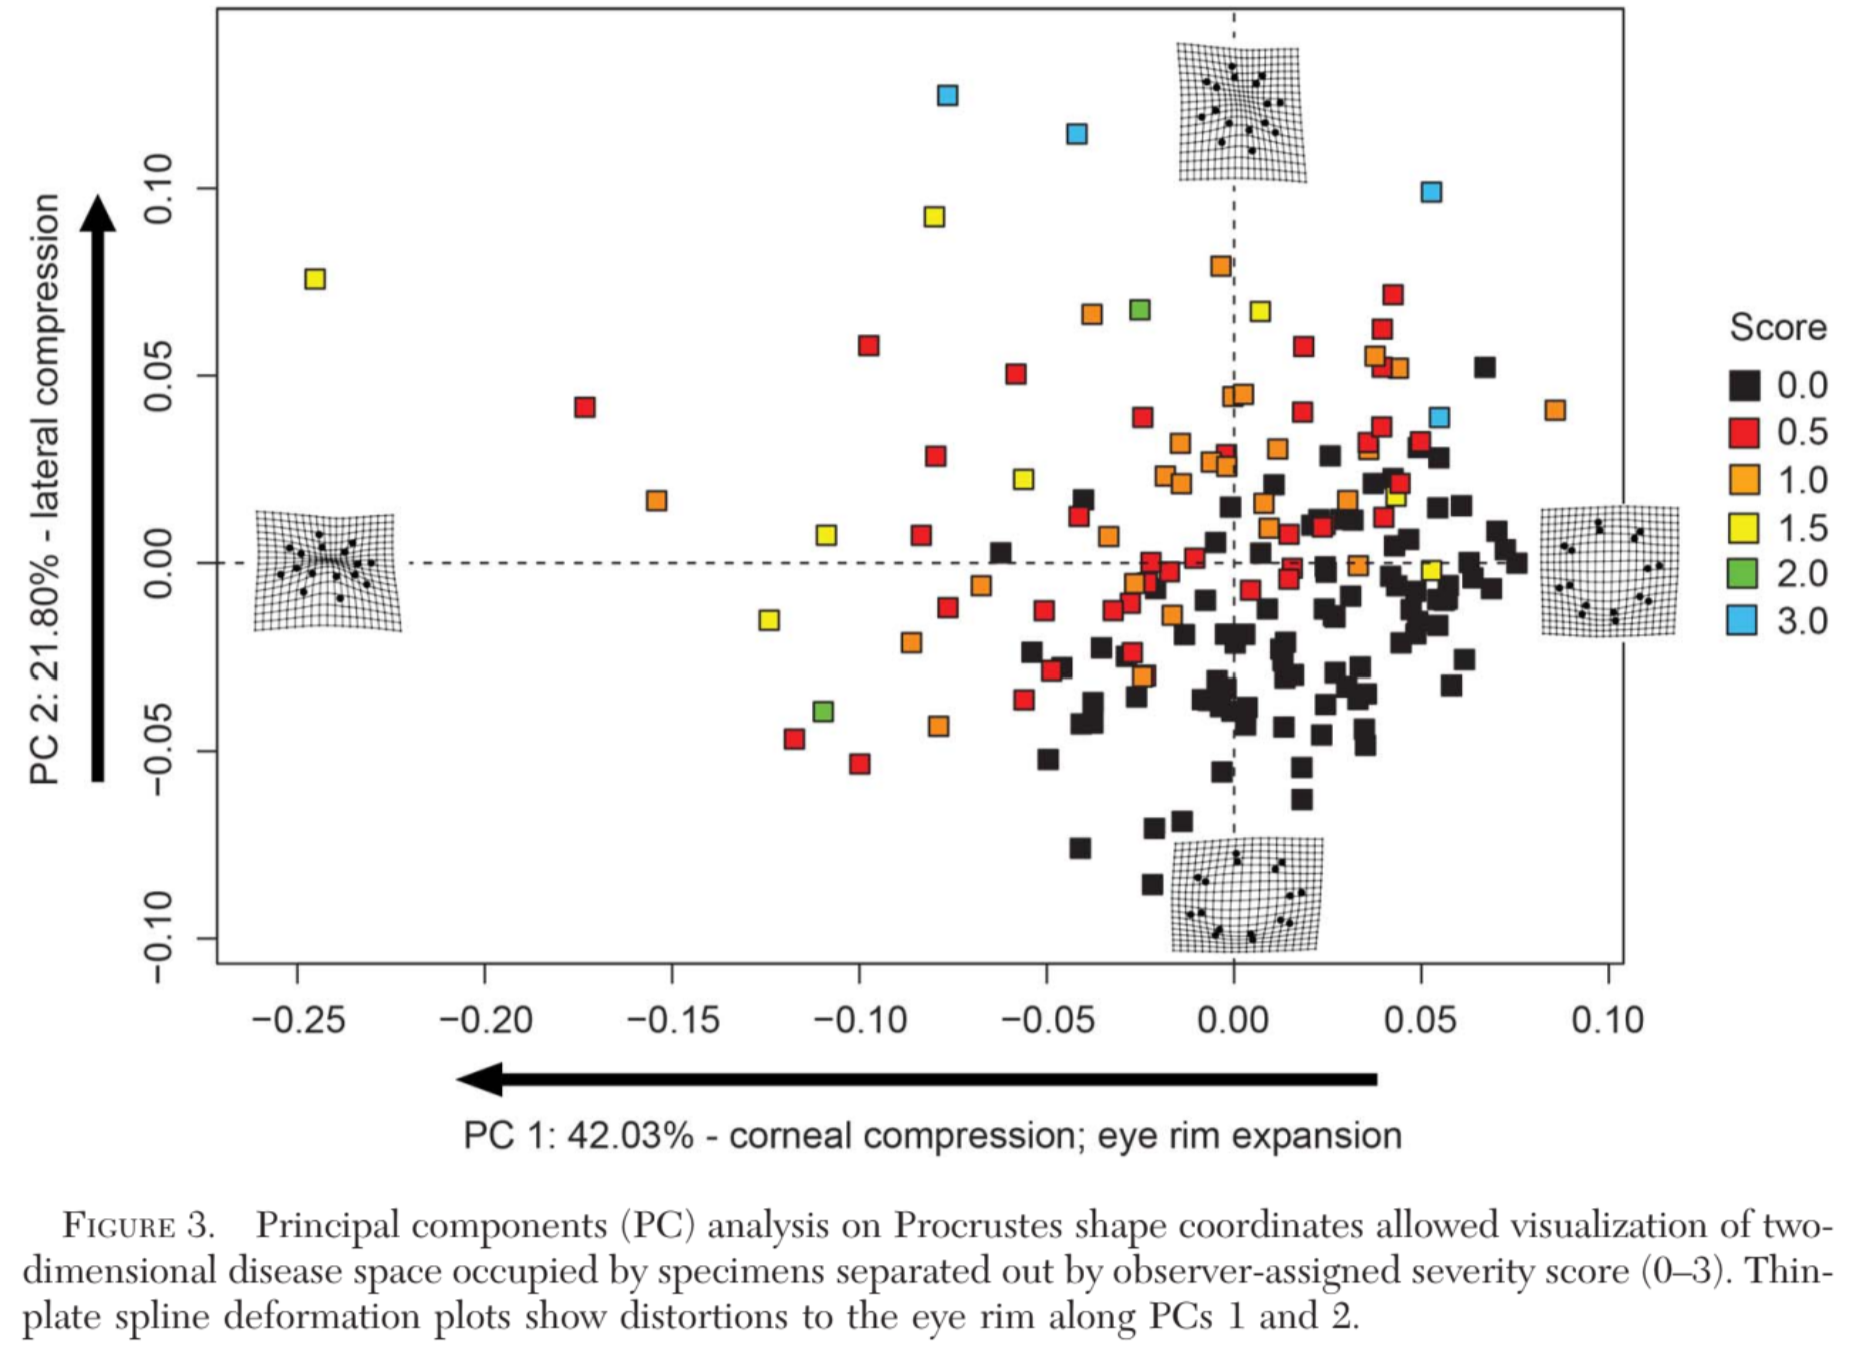 PC 2: 21.80% - lateral compression
0.10
0.05
0.00
−0.05
−0.10
Score
0.0
0.5
1.0
1.5
2.0
3.0
−0.25 −0.20 −0.15 −0.10 −0.05 0.00 0.05 0.10
PC 1: 42.03% - corneal compression; eye rim expansion
FIGURE 3. Principal components (PC) analysis on Procrustes shape coordinates allowed visualization of two-
dimensional disease space occupied by specimens separated out by observer-assigned severity score (0–3). Thin-
plate spline deformation plots show distortions to the eye rim along PCs 1 and 2.